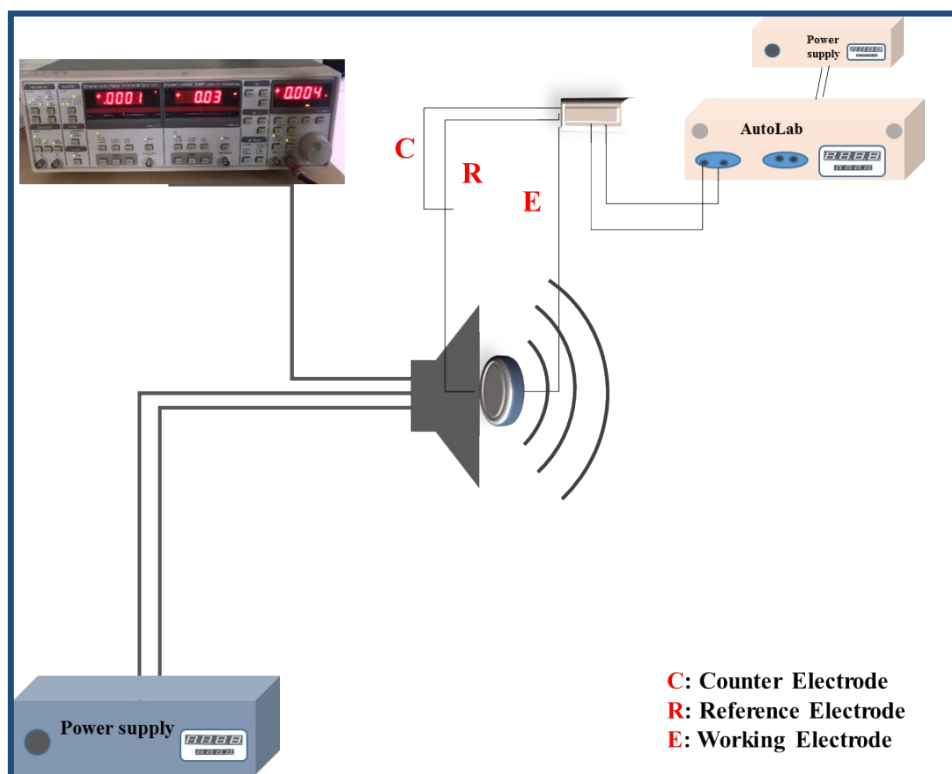 Power
supply
AutoLab
.0001 0.03 0.004
C
R
E
Power supply
C: Counter Electrode
R: Reference Electrode
E: Working Electrode